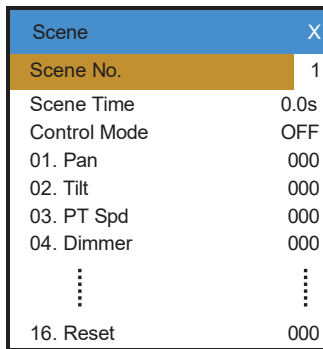 Scene X
Scene No. 1
Scene Time 0.0s
Control Mode OFF
01. Pan 000
02. Tilt 000
03. PT Spd 000
04. Dimmer 000
16. Reset 000